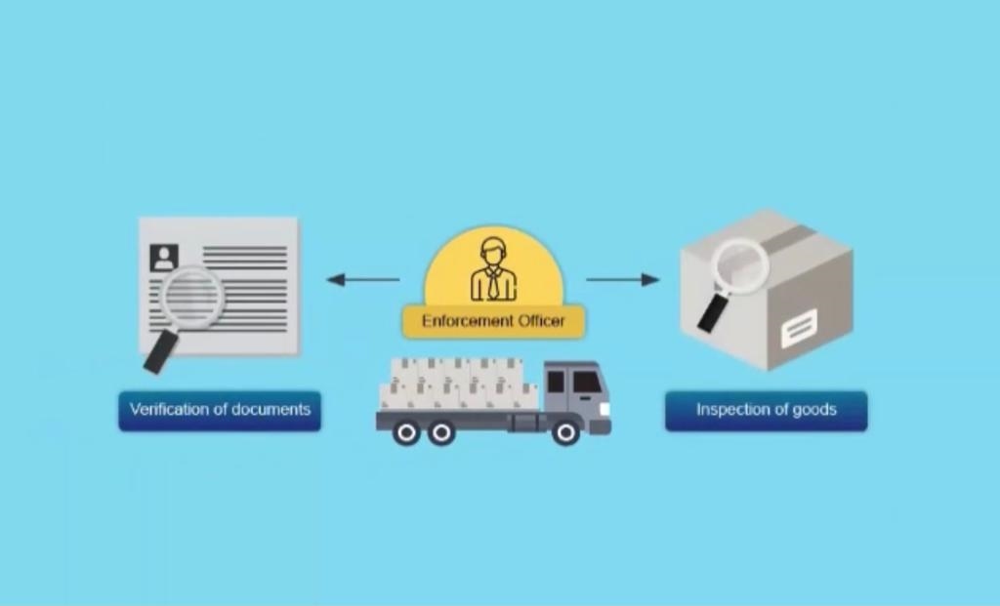 Enforcement Officer
Verification of documents
Inspection of goods